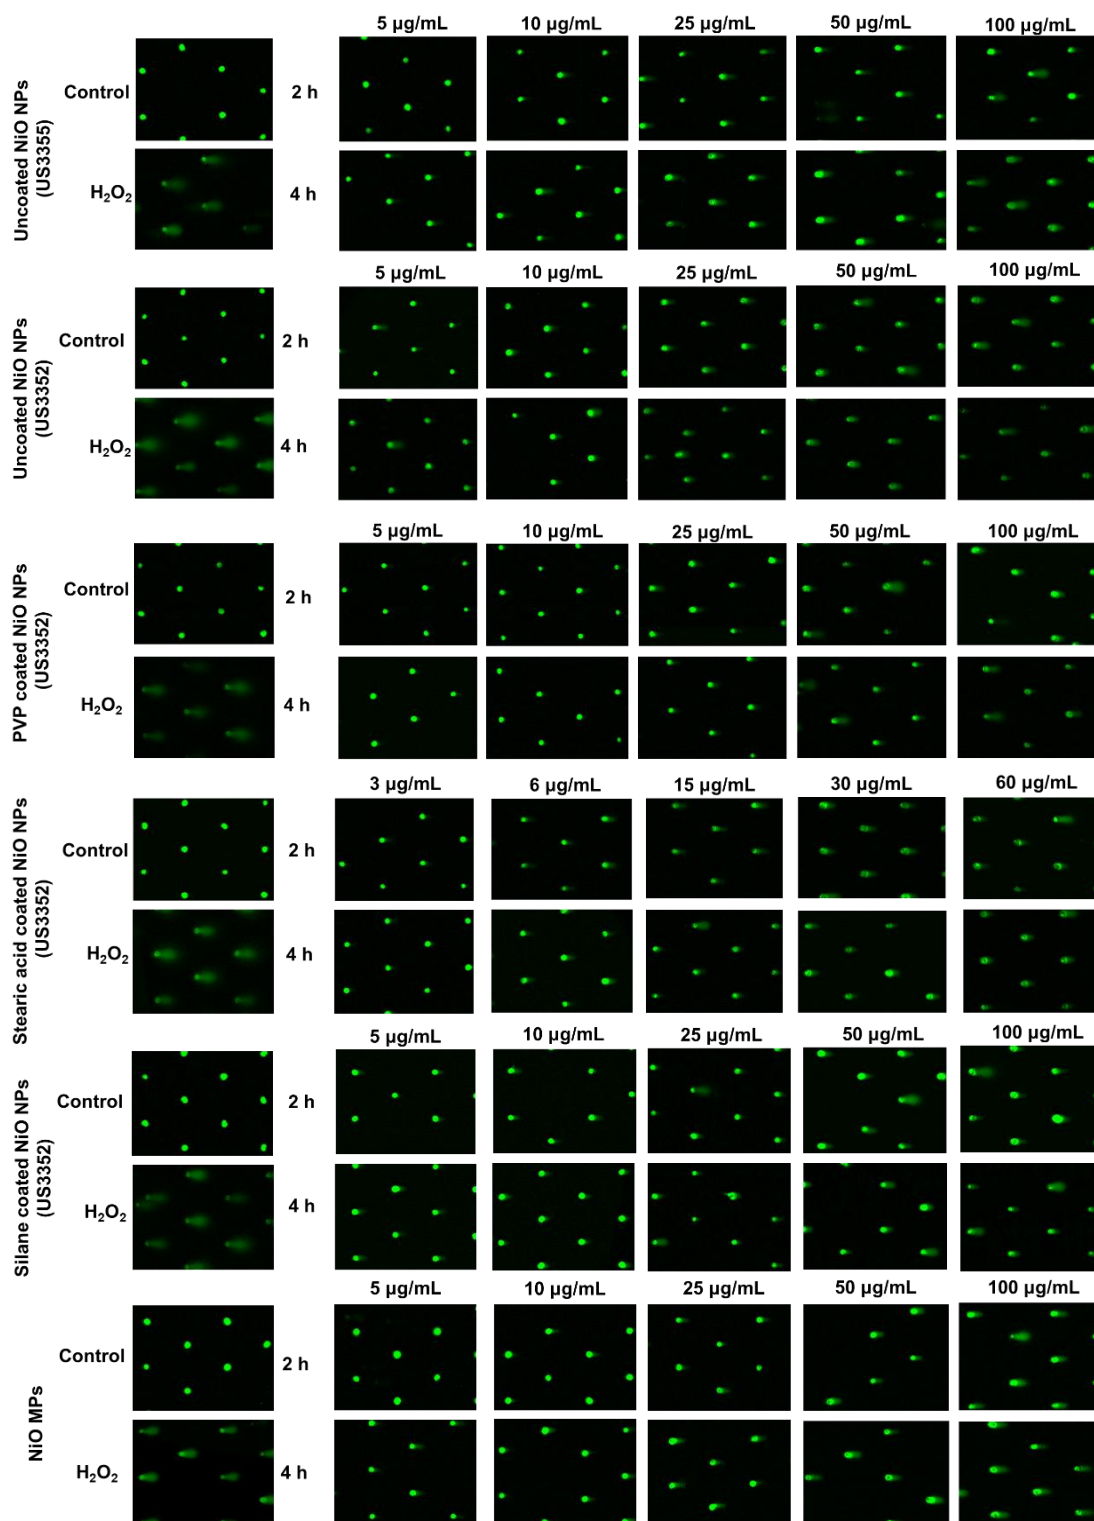 5 µg/mL 10 µg/mL 25 µg/mL 50 µg/mL 100 µg/mL
Uncoated NiO NPs
(US3355)
Control
2 h
H₂O₂
4 h
5 µg/mL 10 µg/mL 25 µg/mL 50 µg/mL 100 µg/mL
Uncoated NiO NPs
(US3352)
Control
2 h
H₂O₂
4 h
5 µg/mL 10 µg/mL 25 µg/mL 50 µg/mL 100 µg/mL
PVP coated NiO NPs
(US3352)
Control
2 h
H₂O₂
4 h
3 µg/mL 6 µg/mL 15 µg/mL 30 µg/mL 60 µg/mL
Stearic acid coated NiO NPs
(US3352)
Control
2 h
H₂O₂
4 h
5 µg/mL 10 µg/mL 25 µg/mL 50 µg/mL 100 µg/mL
Silane coated NiO NPs
(US3352)
Control
2 h
H₂O₂
4 h
5 µg/mL 10 µg/mL 25 µg/mL 50 µg/mL 100 µg/mL
NiO MPs
Control
2 h
H₂O₂
4 h